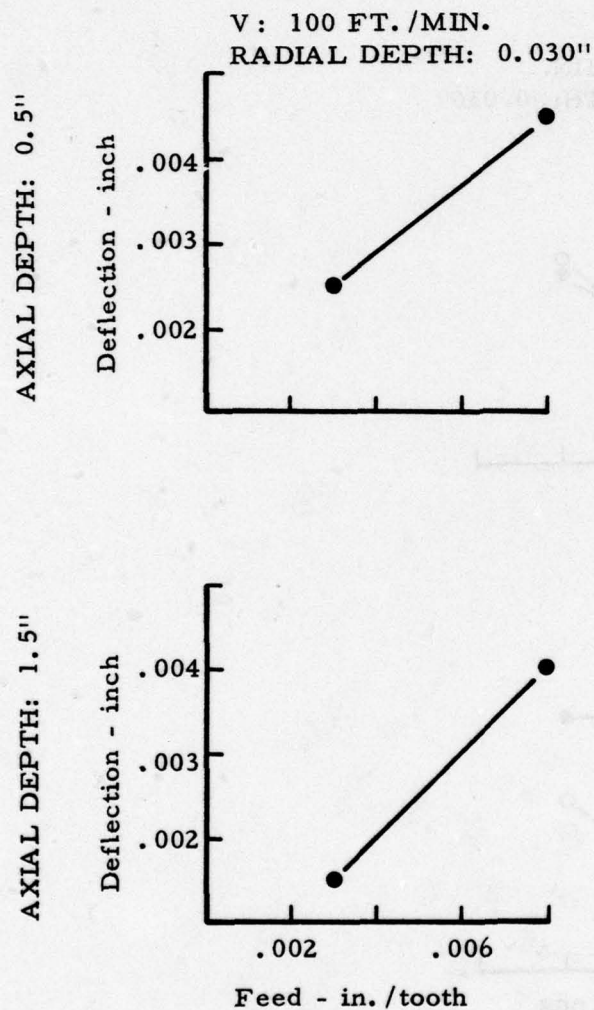 V: 100 FT./MIN.
RADIAL DEPTH: 0.030"
AXIAL DEPTH: 0.5"
Deflection - inch
.004
.003
.002
AXIAL DEPTH: 1.5"
Deflection - inch
.004
.003
.002
.002 .006
Feed - in./tooth